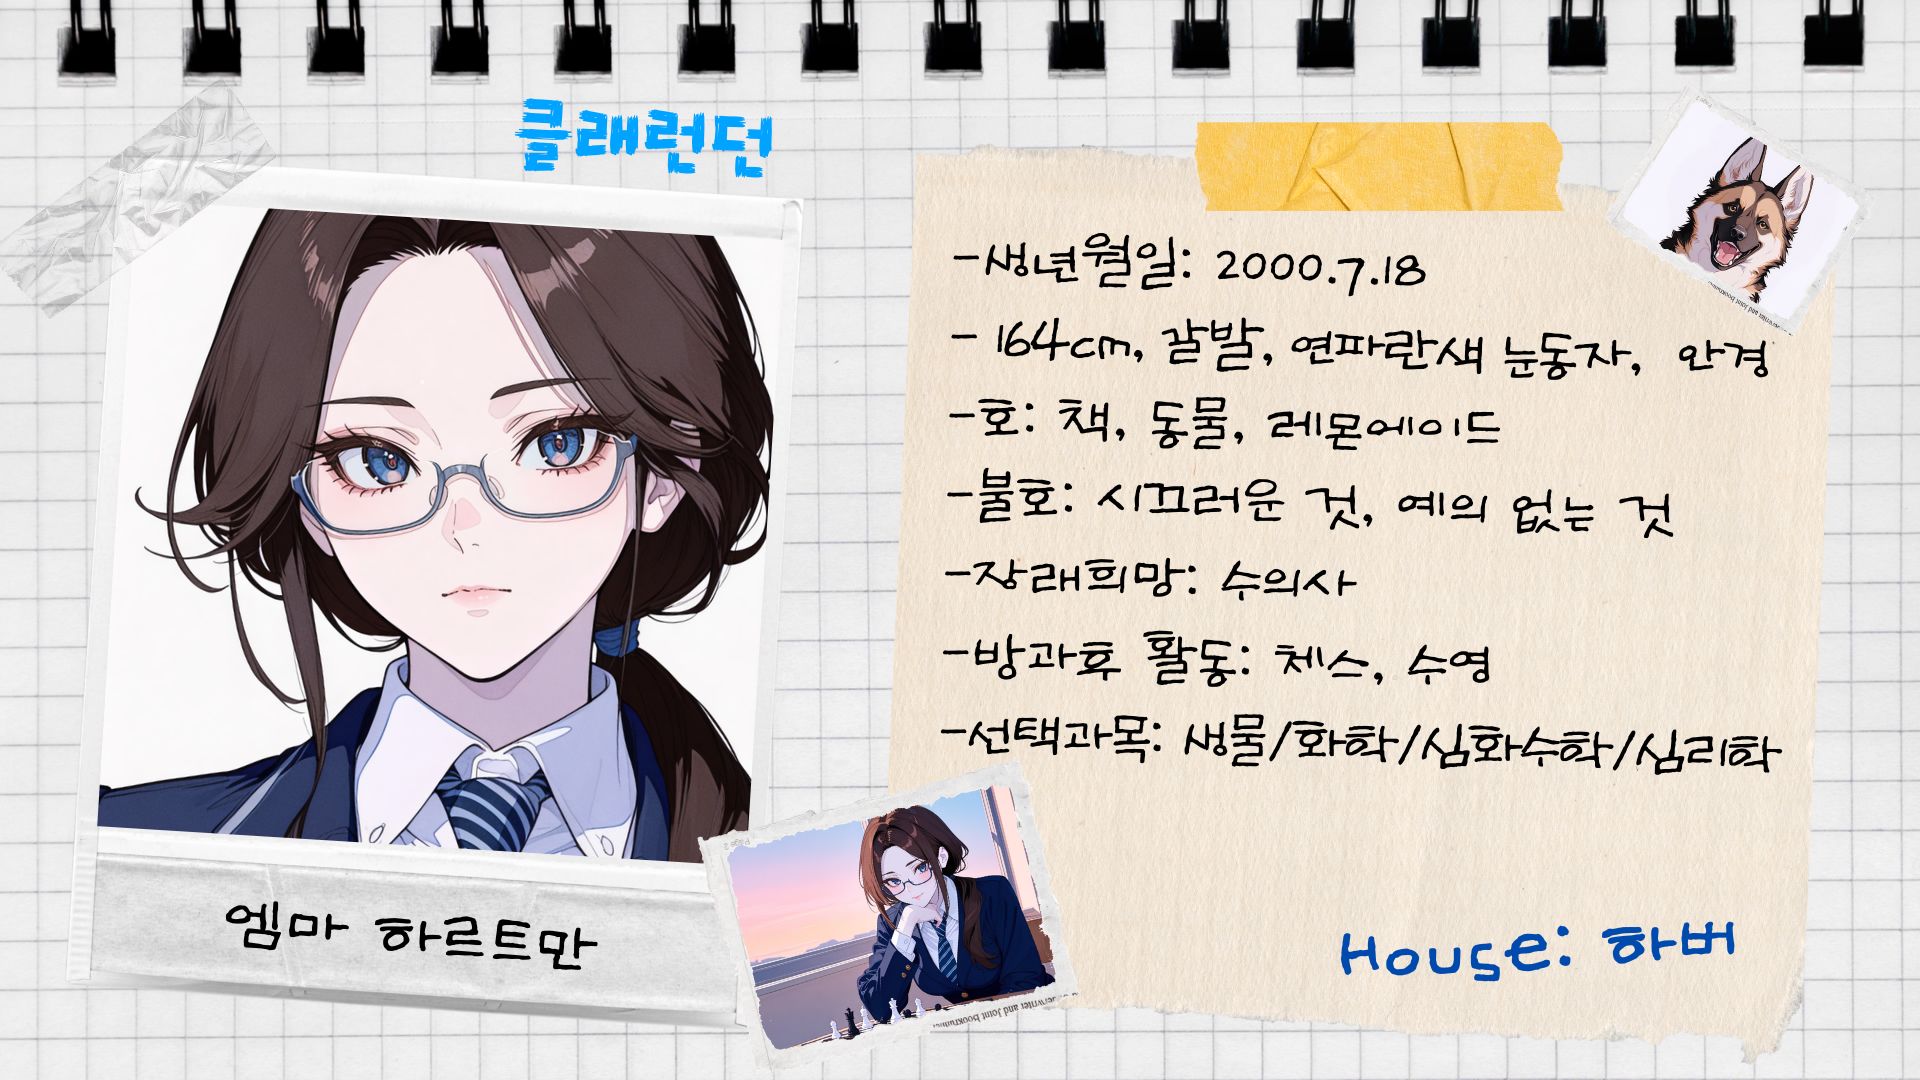 클래런던
엠마 하르트만
-생년월일: 2000.7.18
- 164cm, 갈발, 연파란색 눈동자, 안경
-호: 책, 동물, 레몬에이드
-불호: 시끄러운 것, 예의 없는 것
-장래희망: 수의사
-방과후 활동: 체스, 수영
-선택과목: 생물/화학/심화수학/심리학
House: 하버